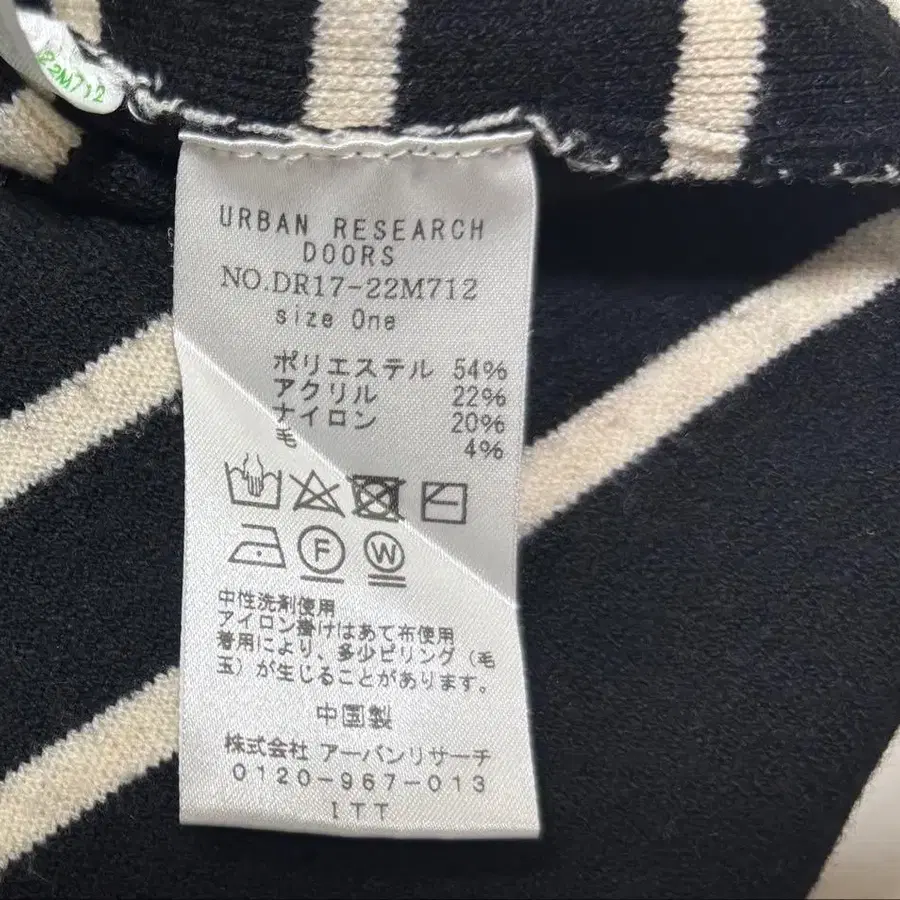 22M712
URBAN RESEARCH
DOORS
NO.DR17-22M712
size One
ポリエステル 54%
アクリル 22%
ナイロン 20%
毛 4%
F W
中性洗剤使用
アイロン掛けはあて布使用
着用により、多少ピリング（毛
玉）が生じることがあります。
中国製
株式会社 アーバンリサーチ
0120-967-013
ITT